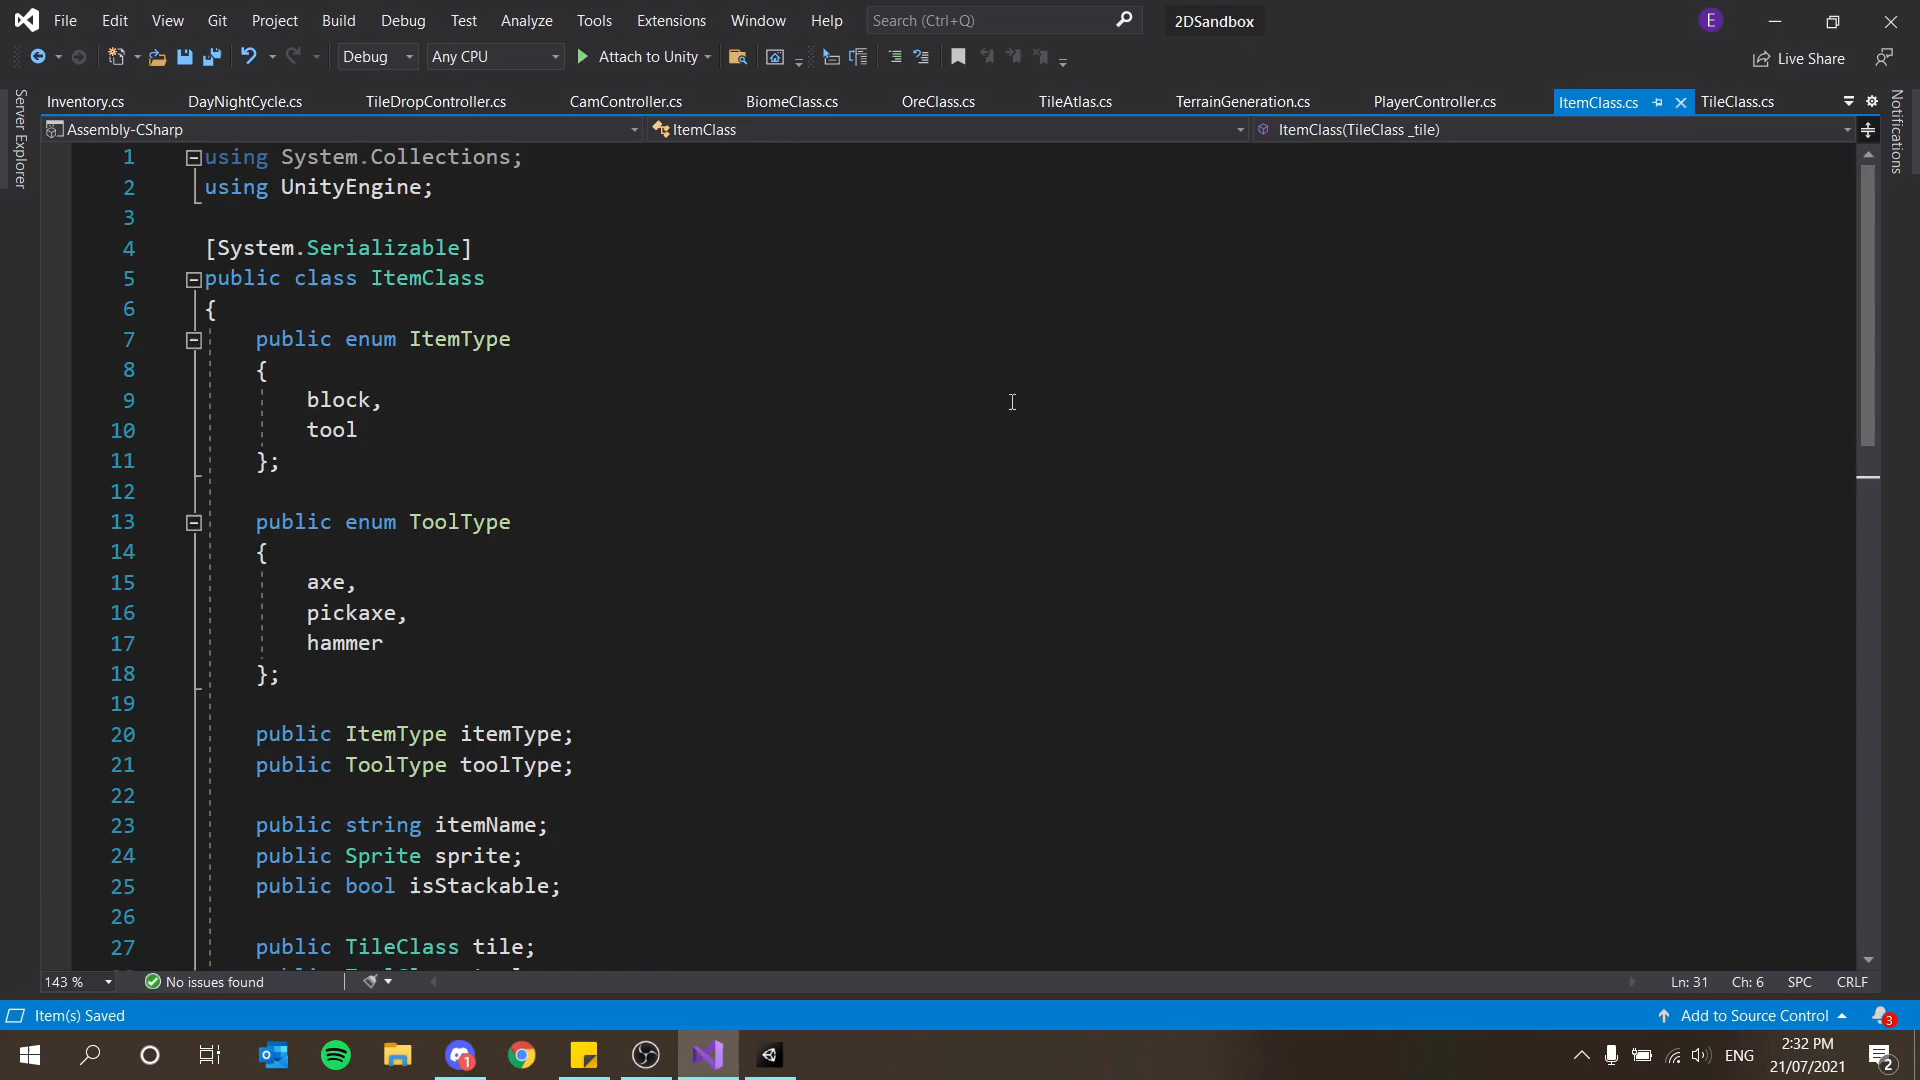 File Edit View Git Project Build Debug Test Analyze Tools Extensions Window Help Search (Ctrl+Q) 2DSandbox E
Debug Any CPU Attach to Unity Live Share
Inventory.cs DayNightCycle.cs TileDropController.cs CamController.cs BiomeClass.cs OreClass.cs TileAtlas.cs TerrainGeneration.cs PlayerController.cs ItemClass.cs TileClass.cs
Server Explorer
Notifications
Assembly-CSharp ItemClass ItemClass(TileClass _tile)
1 using System.Collections;
2 using UnityEngine;
3
4 [System.Serializable]
5 public class ItemClass
6 {
7 public enum ItemType
8 {
9 block,
10 tool
11 };
12
13 public enum ToolType
14 {
15 axe,
16 pickaxe,
17 hammer
18 };
19
20 public ItemType itemType;
21 public ToolType toolType;
22
23 public string itemName;
24 public Sprite sprite;
25 public bool isStackable;
26
27 public TileClass tile;
143 % No issues found Ln: 31 Ch: 6 SPC CRLF
Item(s) Saved Add to Source Control 3
1 ENG 2:32 PM 21/07/2021 2